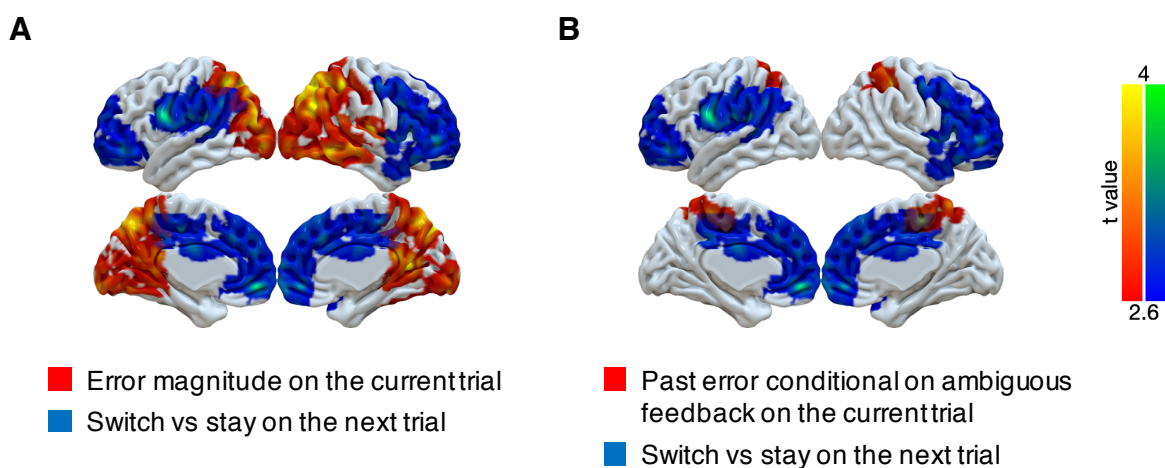 A
B
4
t value
2.6
Error magnitude on the current trial
Switch vs stay on the next trial
Past error conditional on ambiguous
feedback on the current trial
Switch vs stay on the next trial